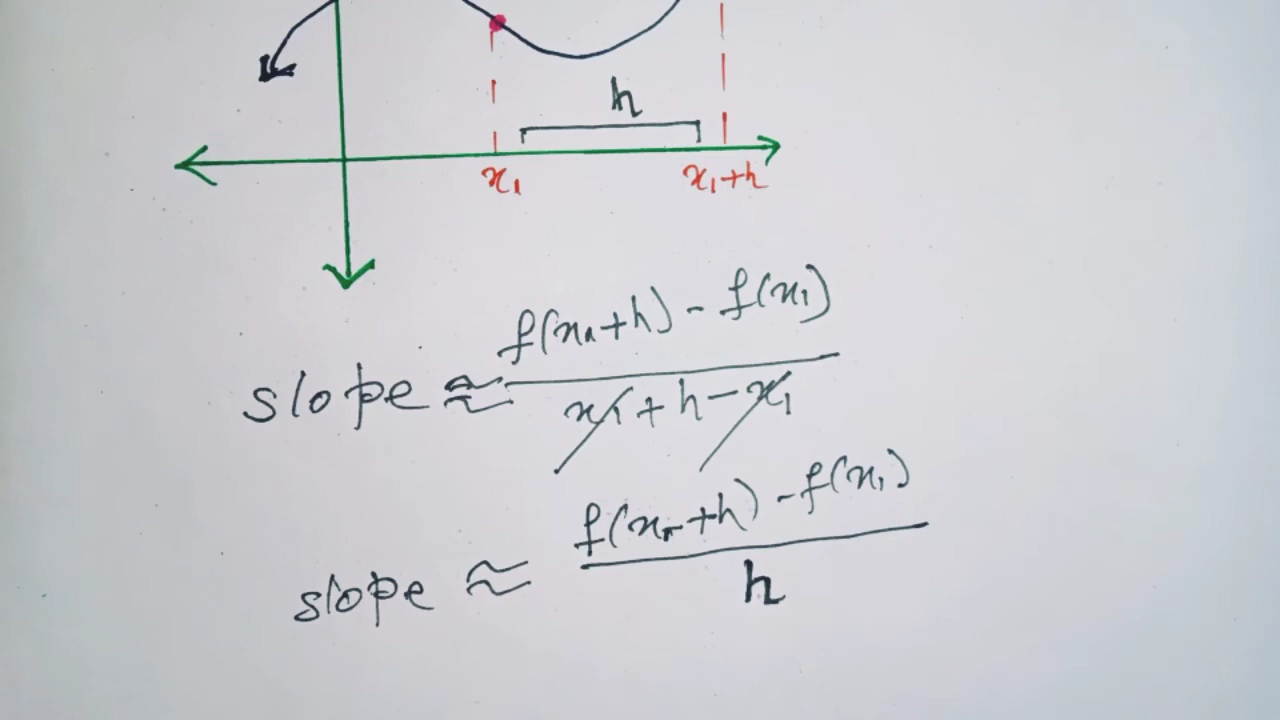 h
x₁ x₁+h
f(x₁+h) - f(x₁)
slope ≈
x₁ + h - x₁
f(x₁+h) - f(x₁)
slope ≈
h